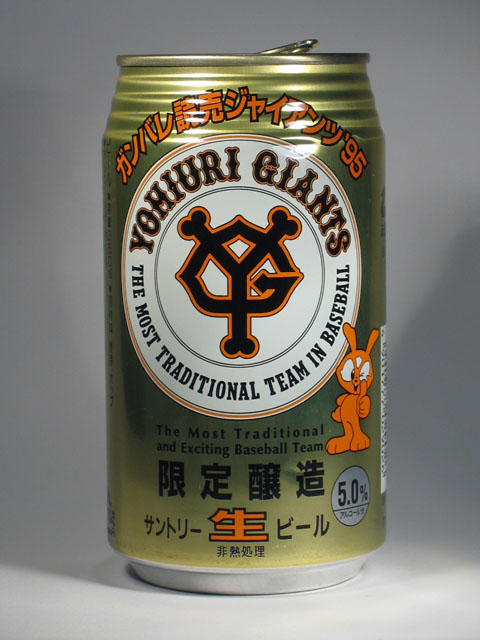 ガンバレ読売ジャイアンツ'95
YOMIURI GIANTS
YG
THE MOST TRADITIONAL TEAM IN BASEBALL
The Most Traditional
and Exciting Baseball Team
限定醸造
5.0%
アルコール分
サントリー生ビール
非熱処理